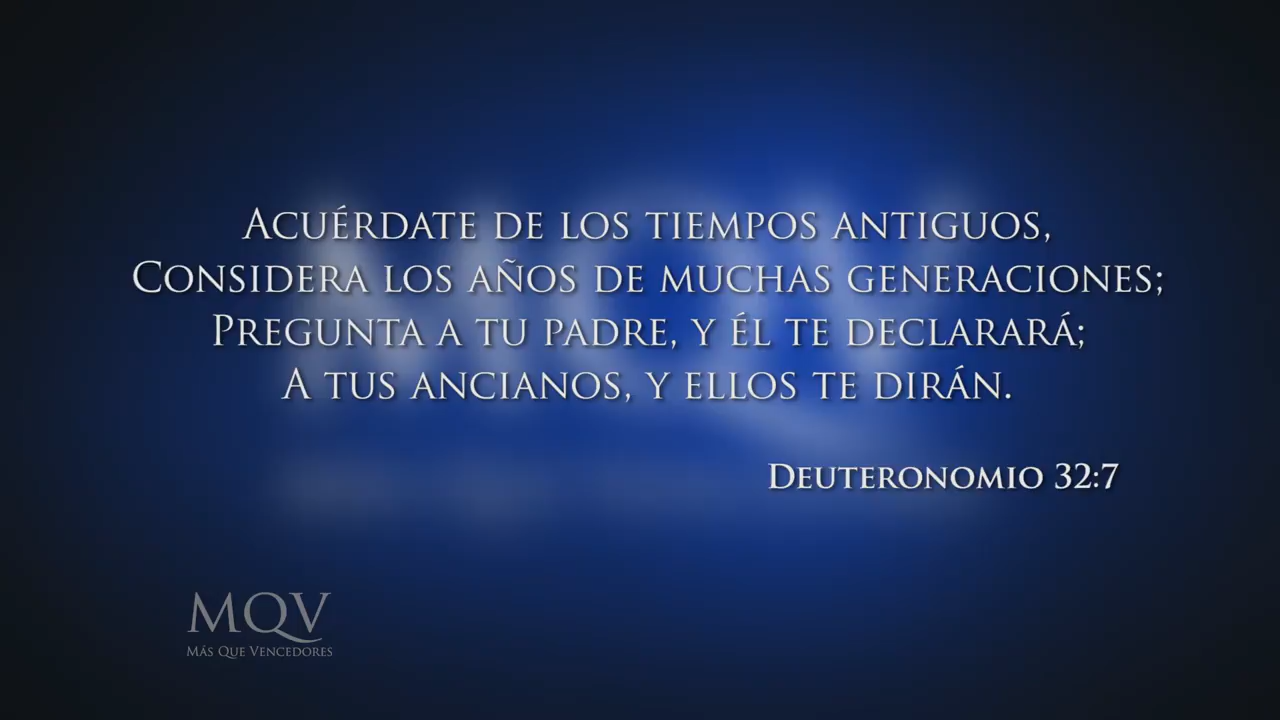 Acuérdate de los tiempos antiguos,
Considera los años de muchas generaciones;
Pregunta a tu padre, y él te declarará;
A tus ancianos, y ellos te dirán.
Deuteronomio 32:7
MQV
Más Que Vencedores